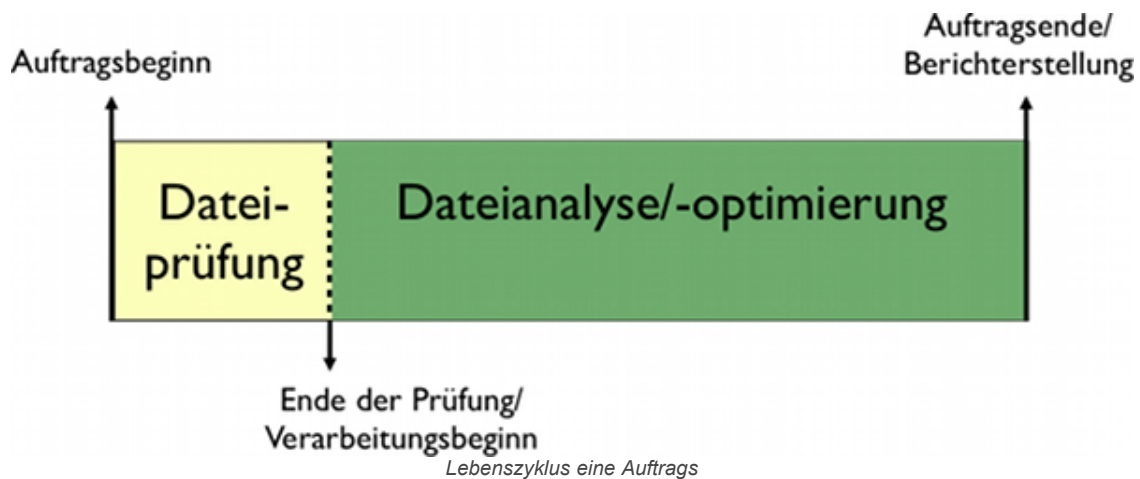 Auftragsbeginn
Auftragsende/
Berichterstellung
Datei-
prüfung
Dateianalyse/-optimierung
Ende der Prüfung/
Verarbeitungsbeginn
Lebenszyklus eine Auftrags